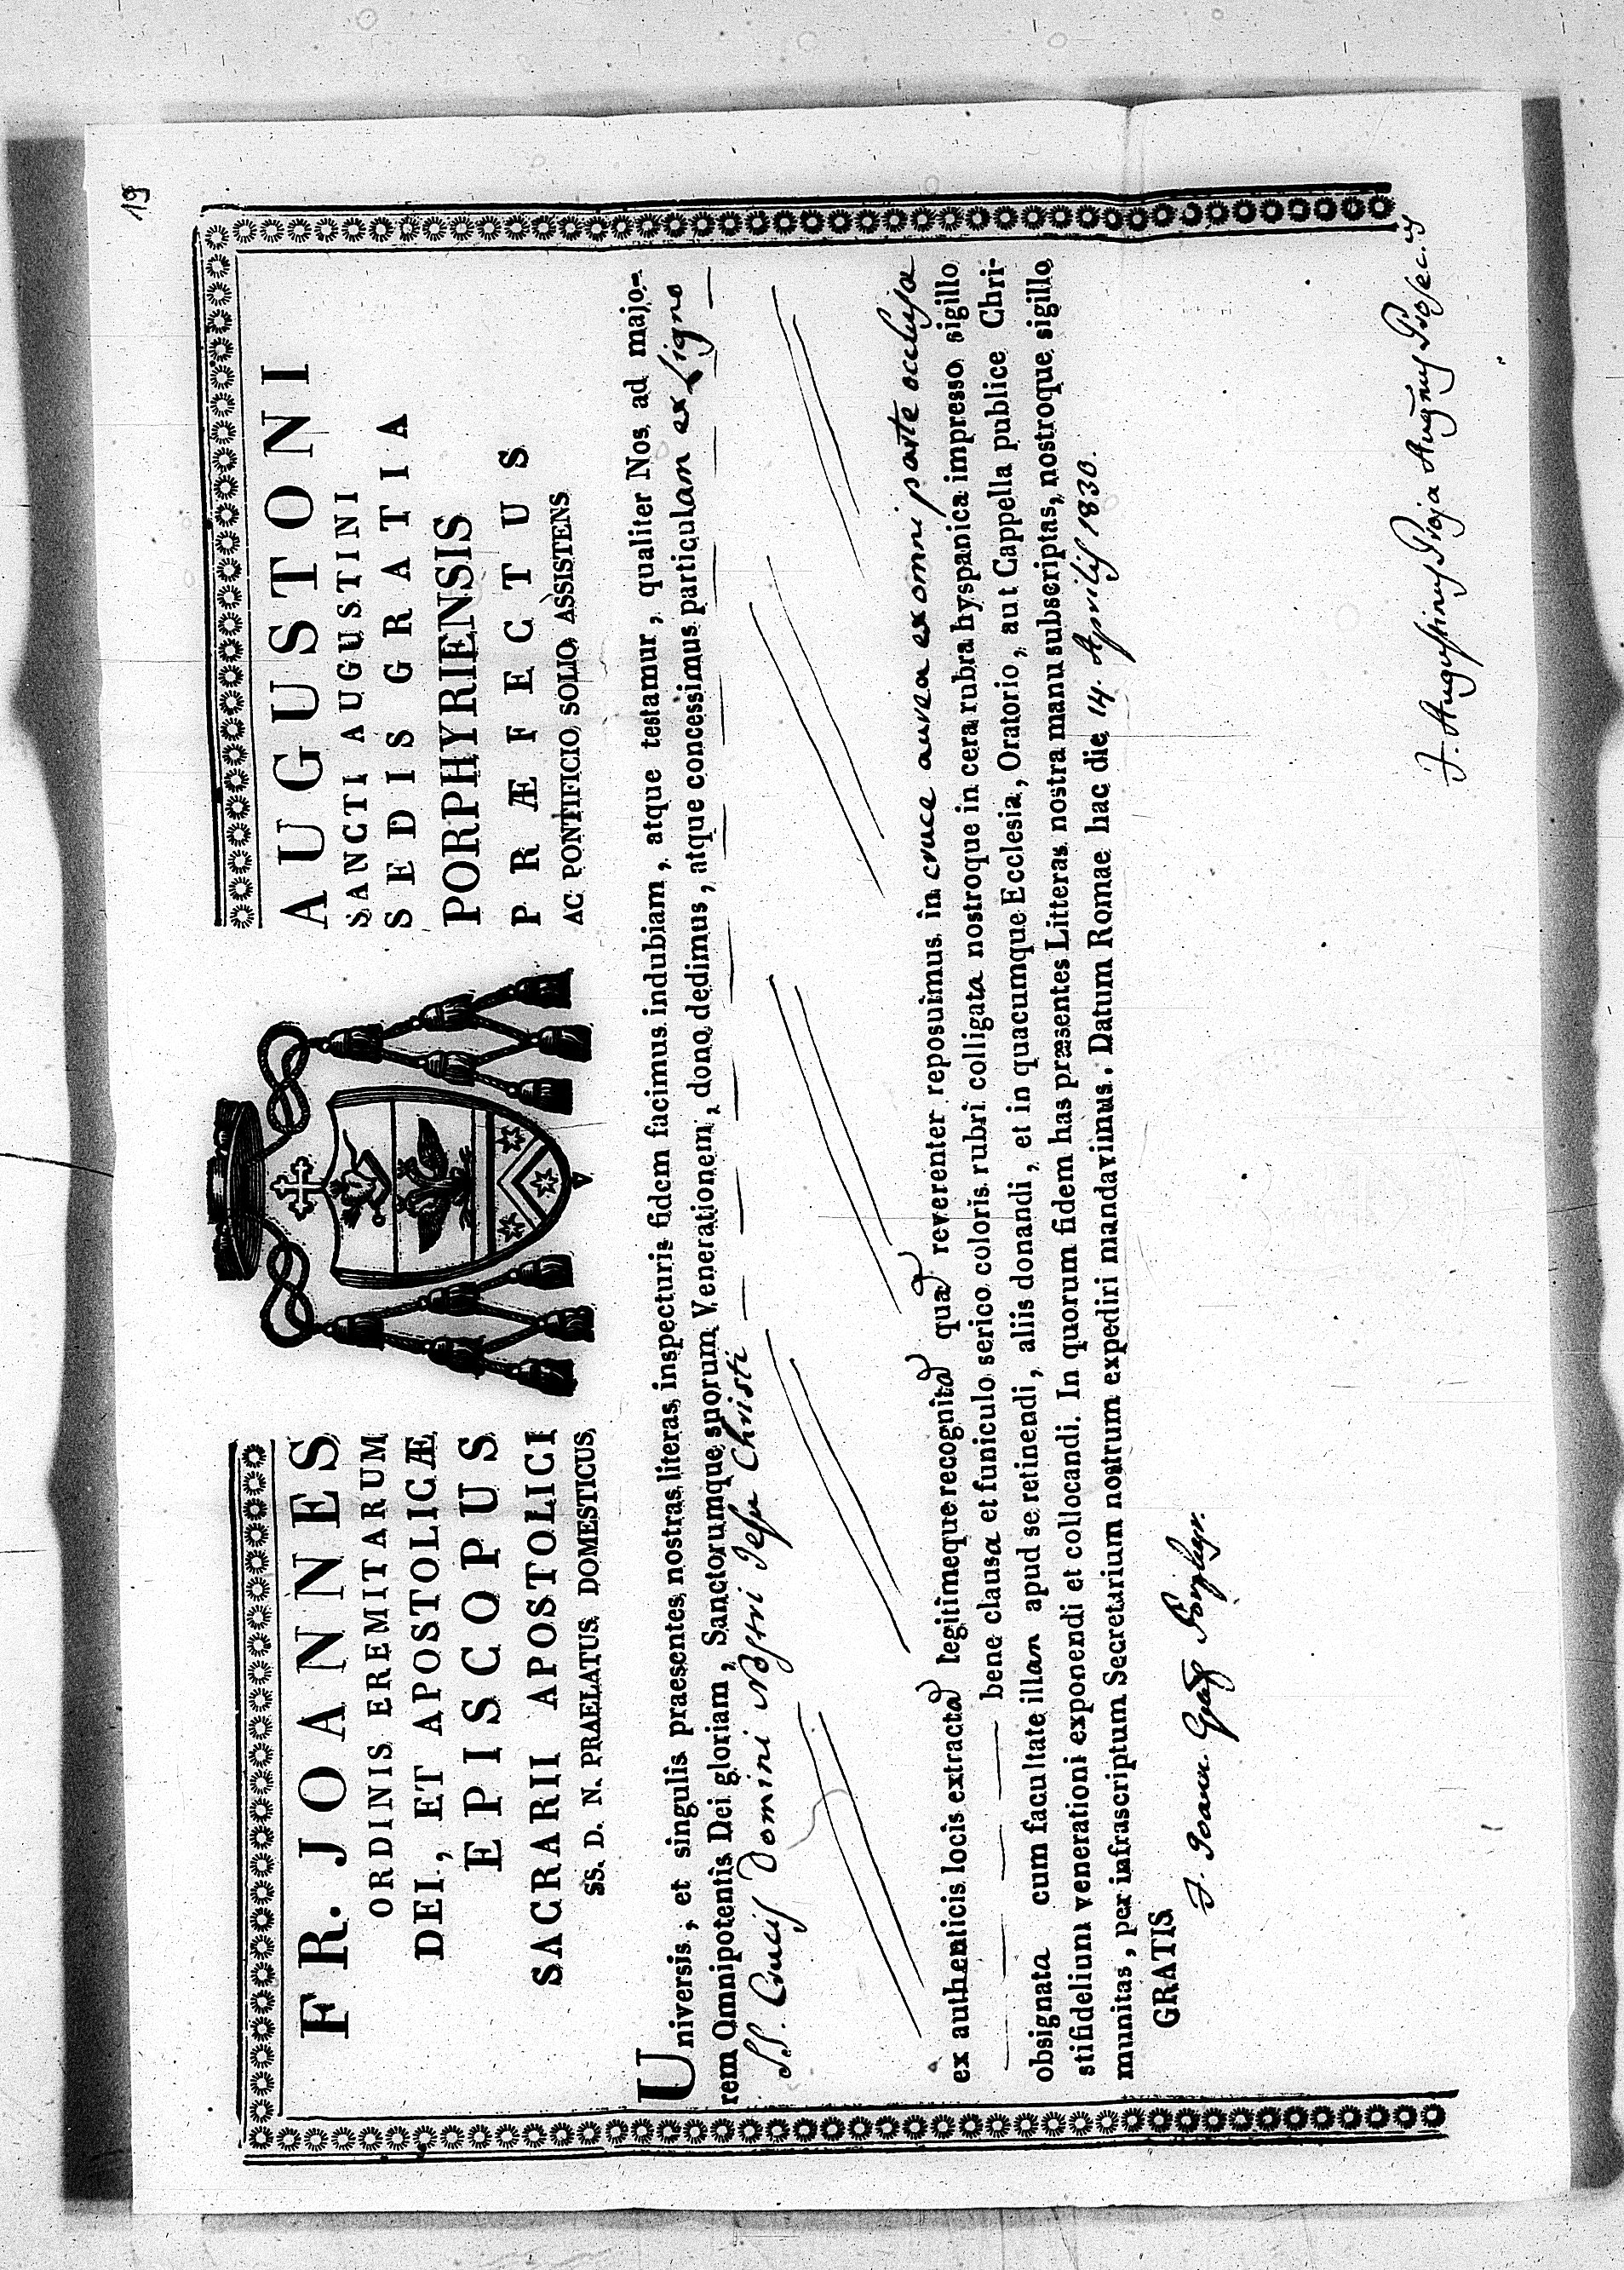 19
FR. JOANNES AUGUSTONI
ORDINIS EREMITARUM SANCTI AUGUSTINI
DEI, ET APOSTOLICÆ SEDIS GRATIA
EPISCOPUS PORPHYRIENSIS
SACRARII APOSTOLICI PRÆFECTUS
SS. D. N. PRAELATUS DOMESTICUS, AC PONTIFICIO SOLIO ASSISTENS
Universis, et singulis praesentes nostras literas inspecturis fidem facimus indubiam, atque testamur, qualiter Nos ad majo-
rem Omnipotentis Dei gloriam, Sanctorumque suorum Venerationem, dono dedimus, atque concessimus particulam ex Ligno
SS. Crucis Domini Nostri Jesu Christi
ex authenticis locis extracta legitimeque recognita qua reverenter reposuimus in cruce aurea ex omni parte occlusa
bene clausa et funiculo serico coloris rubri colligata nostroque in cera rubra hyspanica impresso sigillo
obsignata cum facultate illam apud se retinendi, aliis donandi, et in quacumque Ecclesia, Oratorio, aut Cappella publice Chri-
stifidelium venerationi exponendi et collocandi. In quorum fidem has præsentes Litteras nostra manu subscriptas, nostroque sigillo
munitas, per infrascriptum Secretarium nostrum expediri mandavimus. Datum Romae hac die 14. Aprilis 1830.
GRATIS
F. Joann.
F. Augustinus